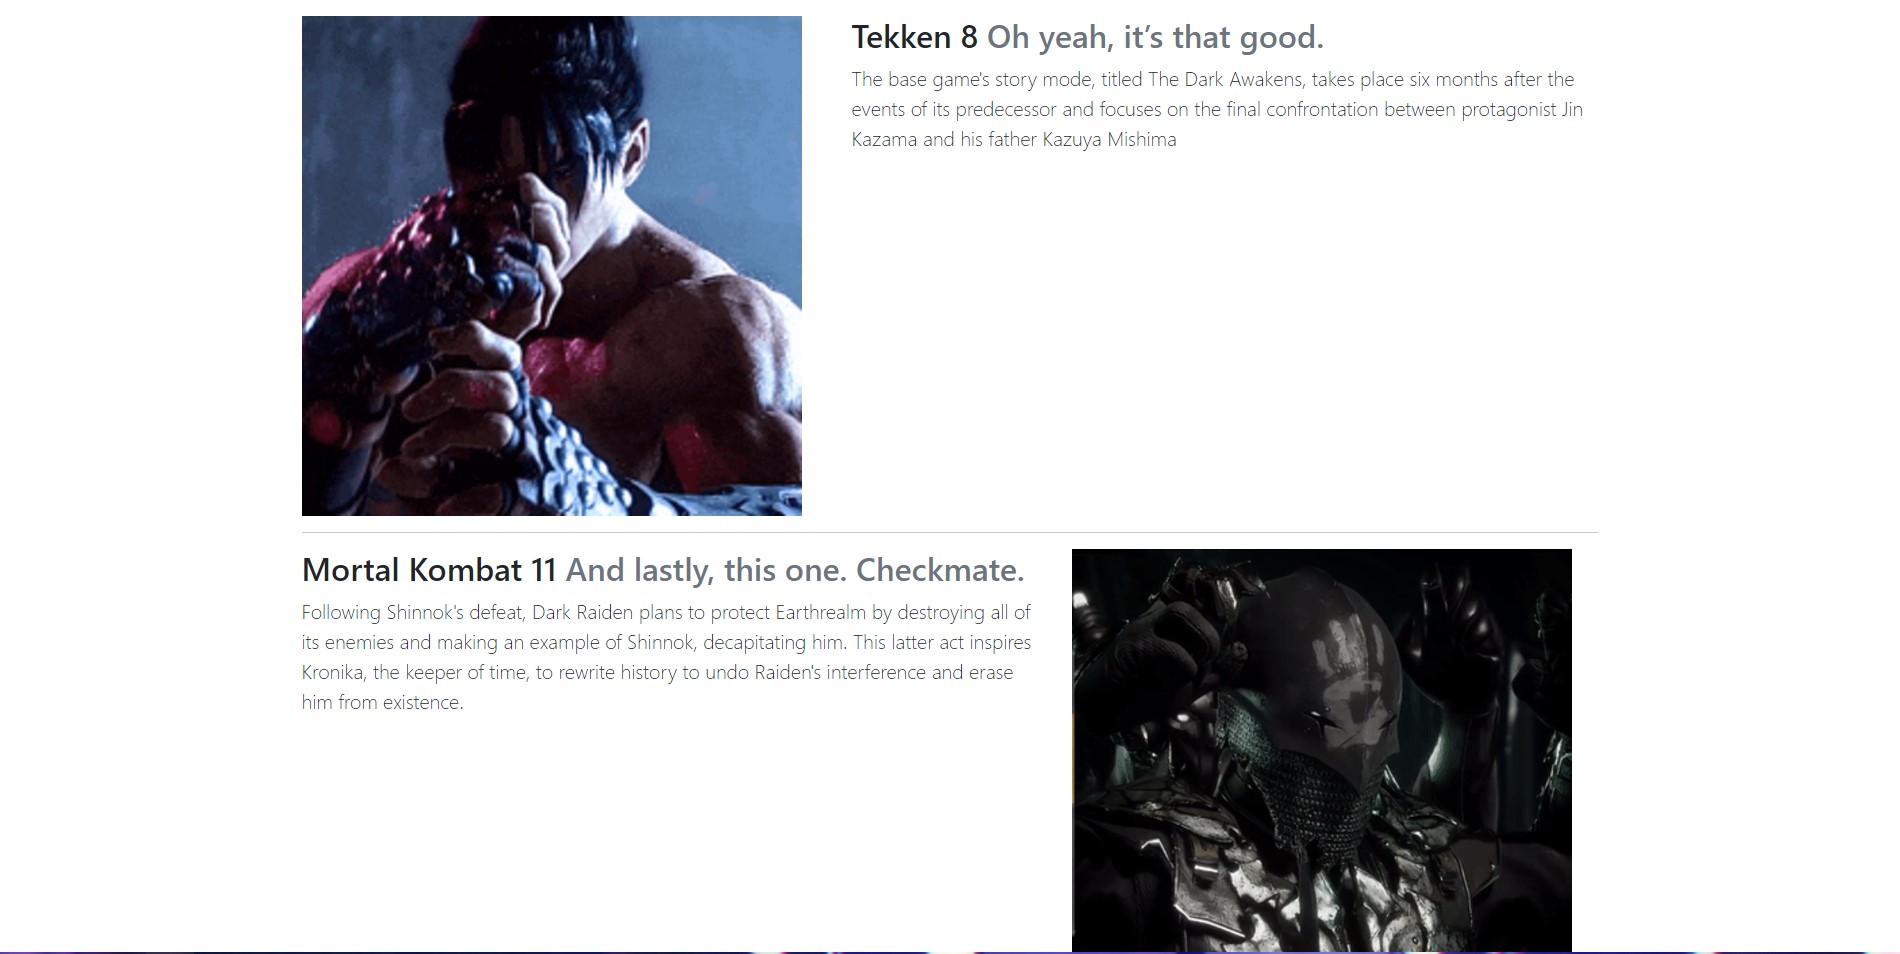 Tekken 8 Oh yeah, it’s that good.
The base game's story mode, titled The Dark Awakens, takes place six months after the
events of its predecessor and focuses on the final confrontation between protagonist Jin
Kazama and his father Kazuya Mishima
Mortal Kombat 11 And lastly, this one. Checkmate.
Following Shinnok's defeat, Dark Raiden plans to protect Earthrealm by destroying all of
its enemies and making an example of Shinnok, decapitating him. This latter act inspires
Kronika, the keeper of time, to rewrite history to undo Raiden's interference and erase
him from existence.